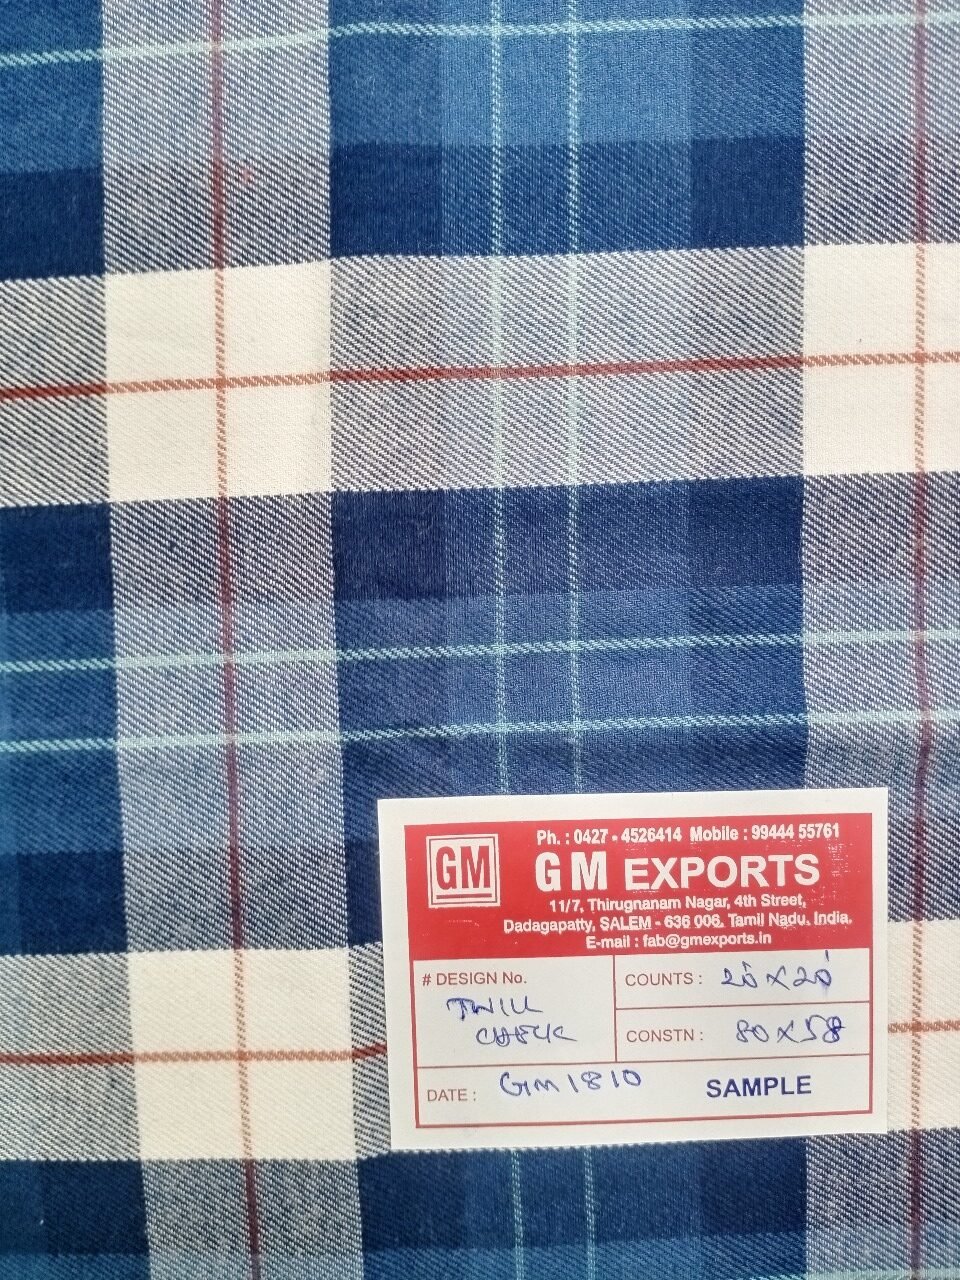 Ph. : 0427 - 4526414 Mobile : 99444 55761
GM
GM EXPORTS
11/7, Thirugnanam Nagar, 4th Street,
Dadagapatty, SALEM - 636 006. Tamil Nadu. India.
E-mail : fab@gmexports.in
# DESIGN No.
TWILL
CHECK
COUNTS : 20 X 20
CONSTN : 80 X 58
DATE : GM 1810
SAMPLE